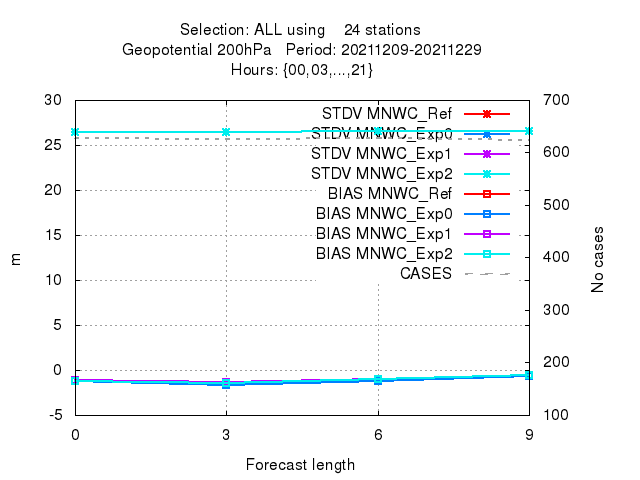 Selection: ALL using    24 stations
Geopotential 200hPa   Period: 20211209-20211229
Hours: {00,03,...,21}
30
25
20
15
10
5
0
-5
m
700
600
500
400
300
200
100
No cases
STDV MNWC_Ref
STDV MNWC_Exp0
STDV MNWC_Exp1
STDV MNWC_Exp2
BIAS MNWC_Ref
BIAS MNWC_Exp0
BIAS MNWC_Exp1
BIAS MNWC_Exp2
CASES
0 3 6 9
Forecast length